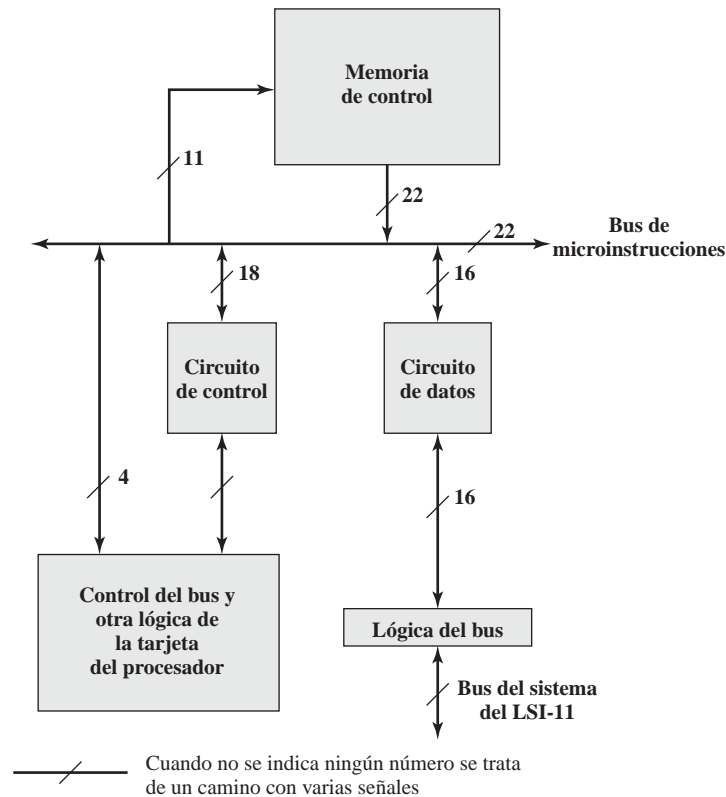 Memoria
de control
11
22
22
Bus de
microinstrucciones
18
16
Circuito
de control
Circuito
de datos
4
16
Control del bus y
otra lógica de
la tarjeta
del procesador
Lógica del bus
Bus del sistema
del LSI-11
Cuando no se indica ningún número se trata
de un camino con varias señales